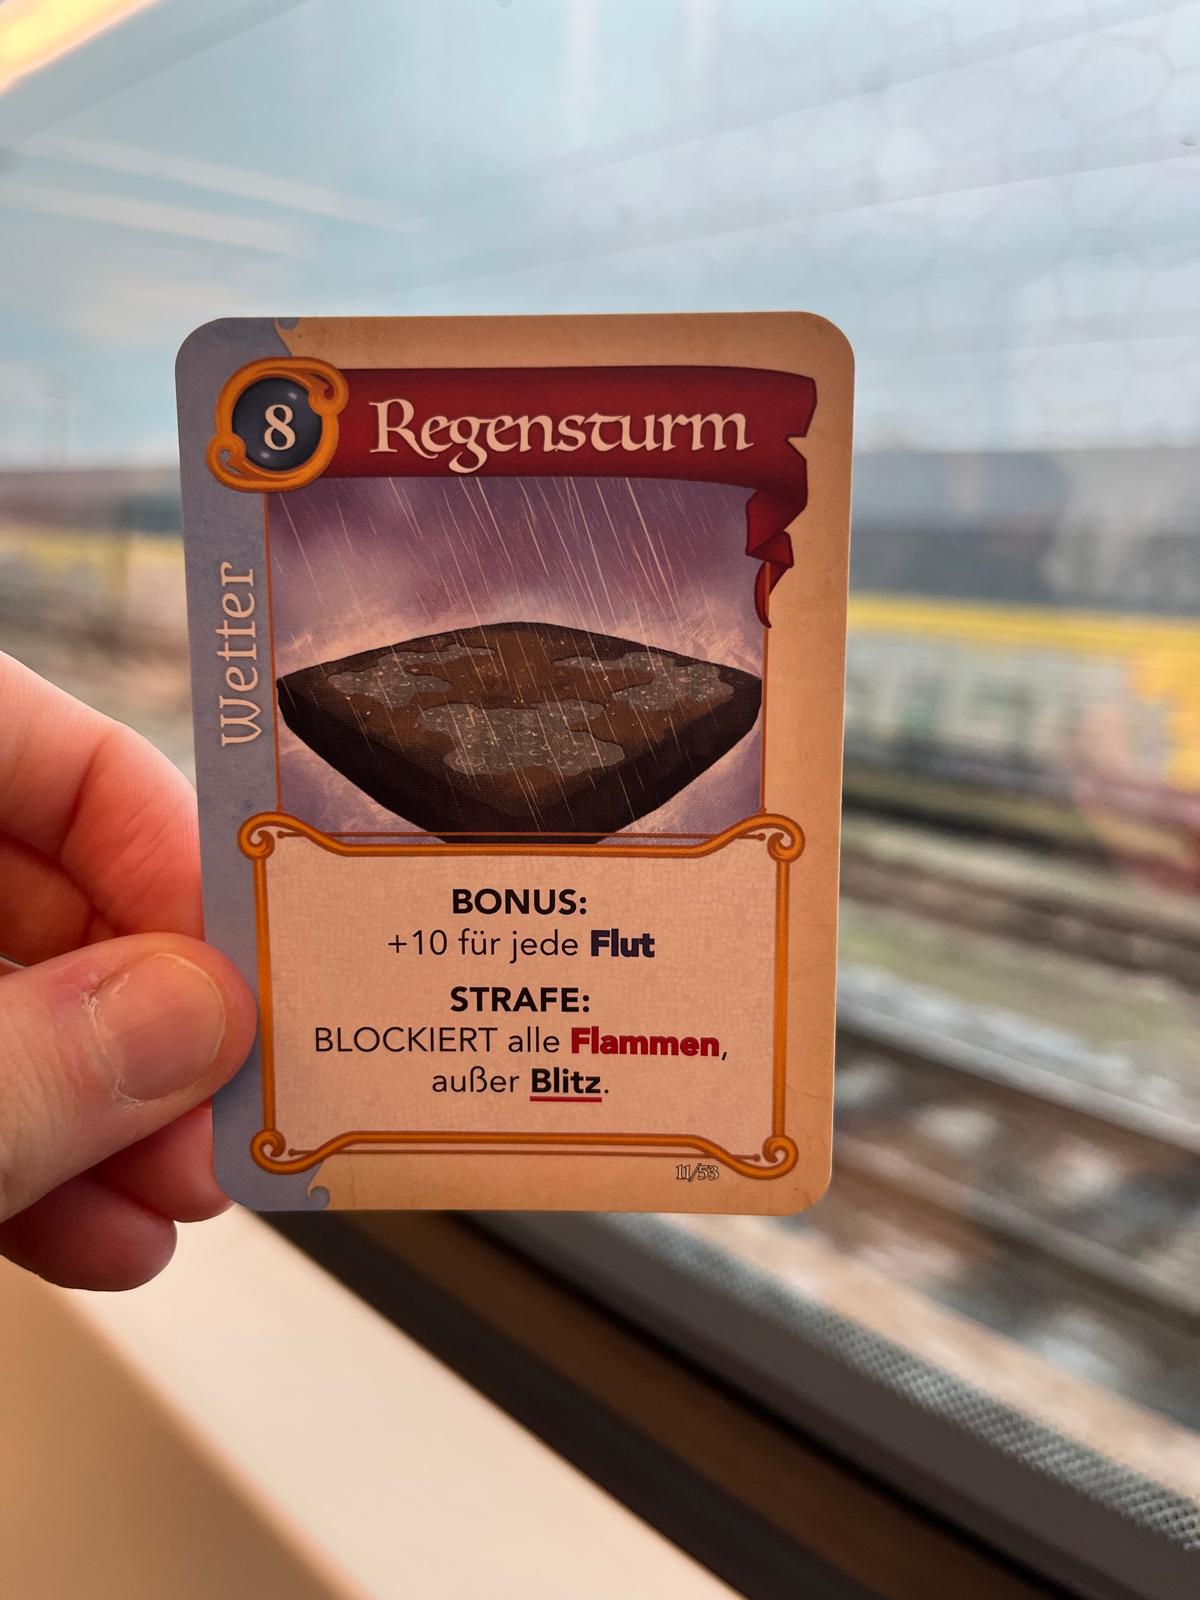 8
Regensturm
Wetter
BONUS:
+10 für jede Flut
STRAFE:
BLOCKIERT alle Flammen,
außer Blitz.
11/53